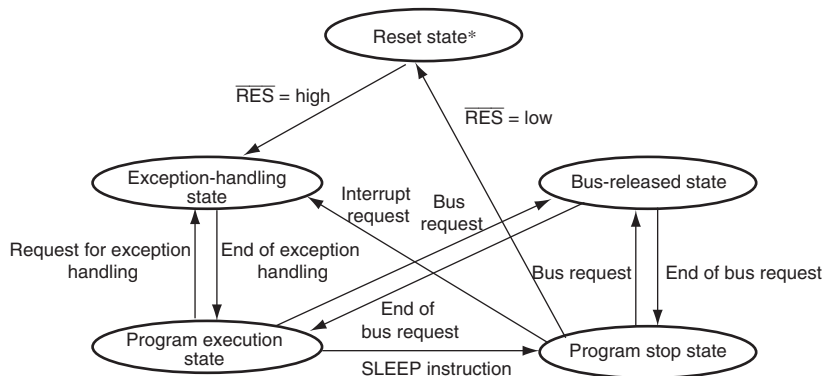 Reset state*
RES = high
RES = low
Exception-handling
state
Interrupt
request
Bus
request
Bus-released state
Request for exception
handling
End of exception
handling
Bus request
End of bus request
End of
bus request
Program execution
state
SLEEP instruction
Program stop state